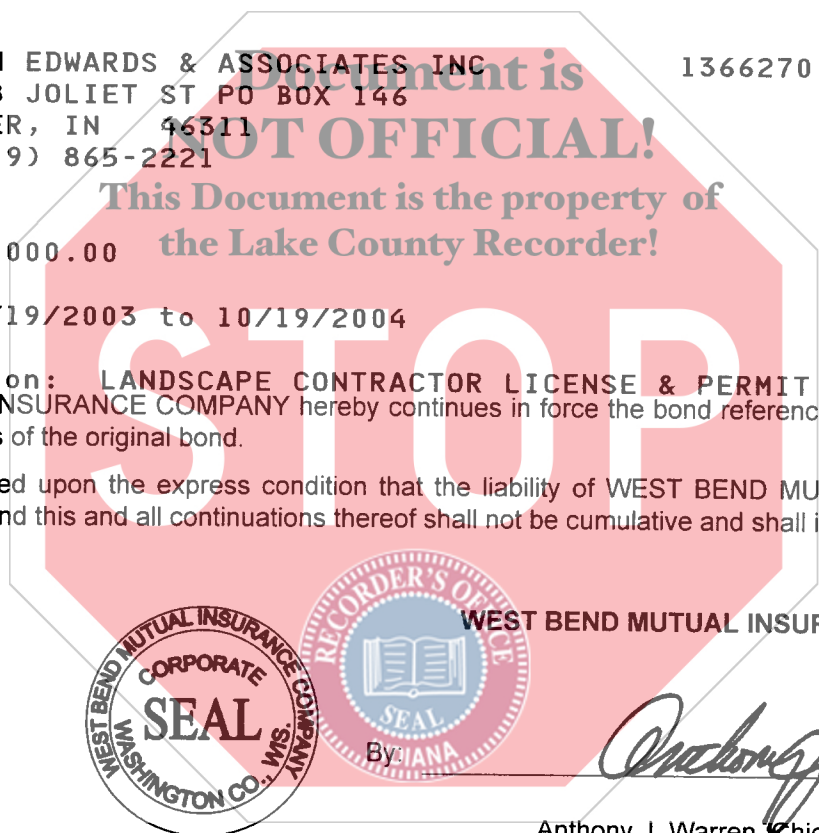 EDWARDS & ASSOCIATES INC 1366270
JOLIET ST PO BOX 146
ER, IN 46311
9) 865-2221
Document is
NOT OFFICIAL!
This Document is the property of
the Lake County Recorder!
000.00
/19/2003 to 10/19/2004
STOP
on: LANDSCAPE CONTRACTOR LICENSE & PERMIT
NSURANCE COMPANY hereby continues in force the bond referenc
s of the original bond.
ed upon the express condition that the liability of WEST BEND MU
nd this and all continuations thereof shall not be cumulative and shall i
RECORDER'S OFFICE
SEAL
INDIANA
WEST BEND MUTUAL INSUR
WEST BEND MUTUAL INSURANCE COMPANY
CORPORATE
SEAL
WASHINGTON CO., WIS.
By:
Anthony J. Warren, Chie